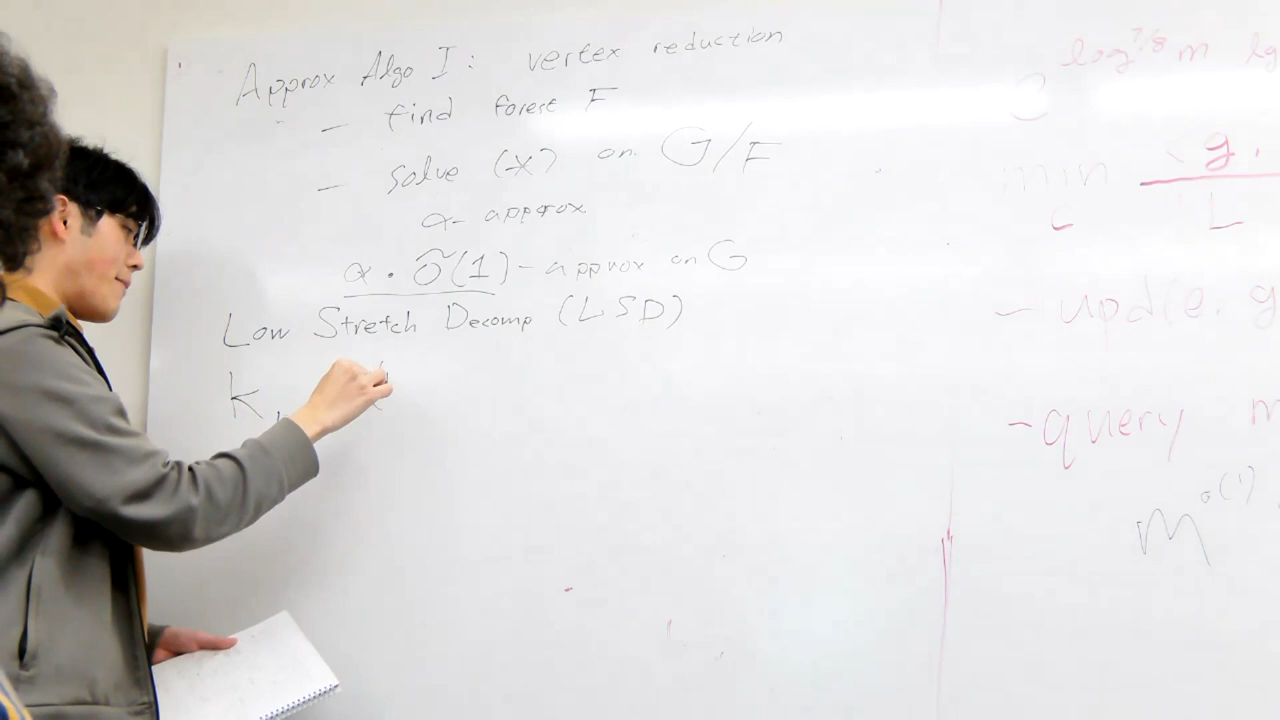 Approx Algo I: vertex reduction
- find forest F
- solve (X) on G/F
α- approx
α · Õ(1) - approx on G
Low Stretch Decomp (LSD)
k
log^7/8 m
min g.
c L
- update. g
- query m
m^o(1)